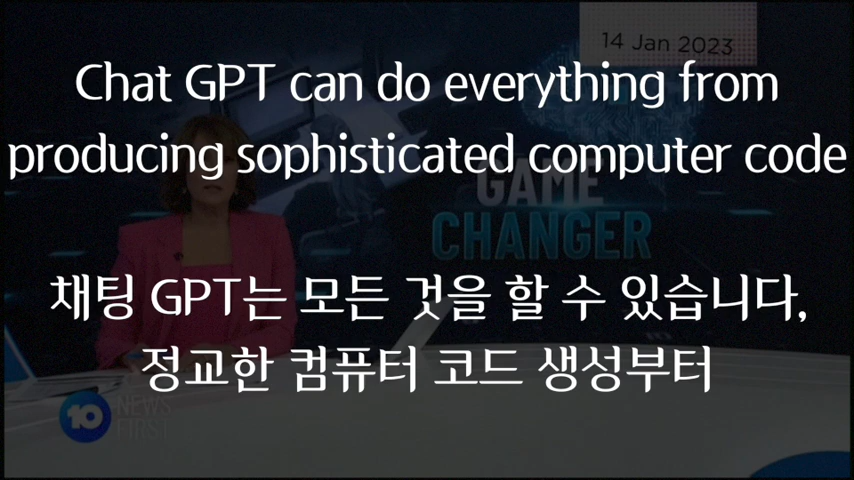 14 Jan 2023
Chat GPT can do everything from
producing sophisticated computer code
GAME
CHANGER
채팅 GPT는 모든 것을 할 수 있습니다,
정교한 컴퓨터 코드 생성부터
10 NEWS
FIRST